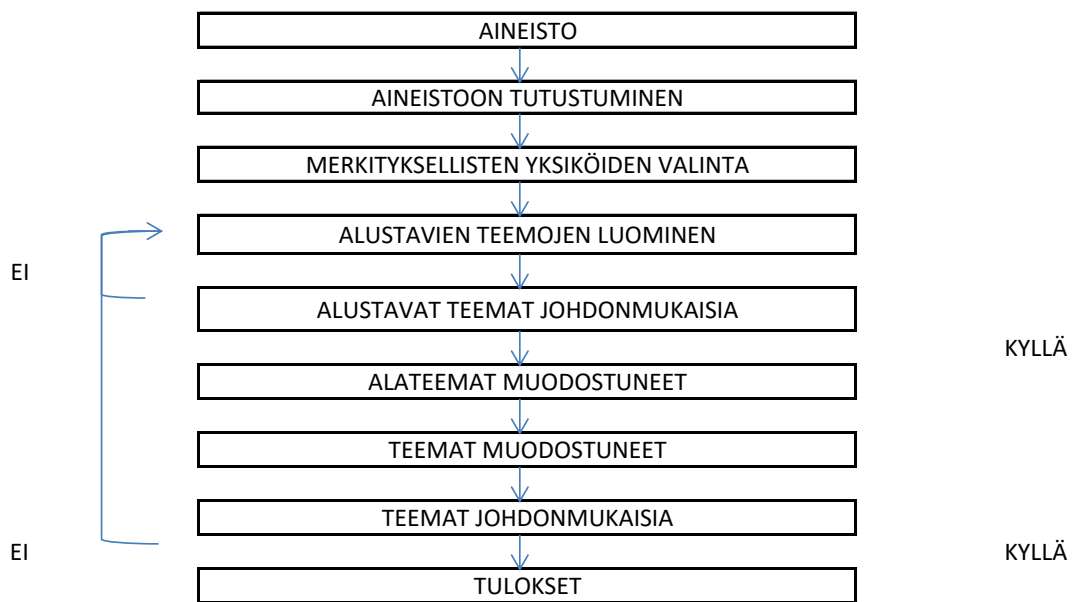 AINEISTO
AINEISTOON TUTUSTUMINEN
MERKITYKSELLISTEN YKSIKÖIDEN VALINTA
ALUSTAVIEN TEEMOJEN LUOMINEN
EI
ALUSTAVAT TEEMAT JOHDONMUKAISIA
KYLLÄ
ALATEEMAT MUODOSTUNEET
TEEMAT MUODOSTUNEET
TEEMAT JOHDONMUKAISIA
EI
KYLLÄ
TULOKSET